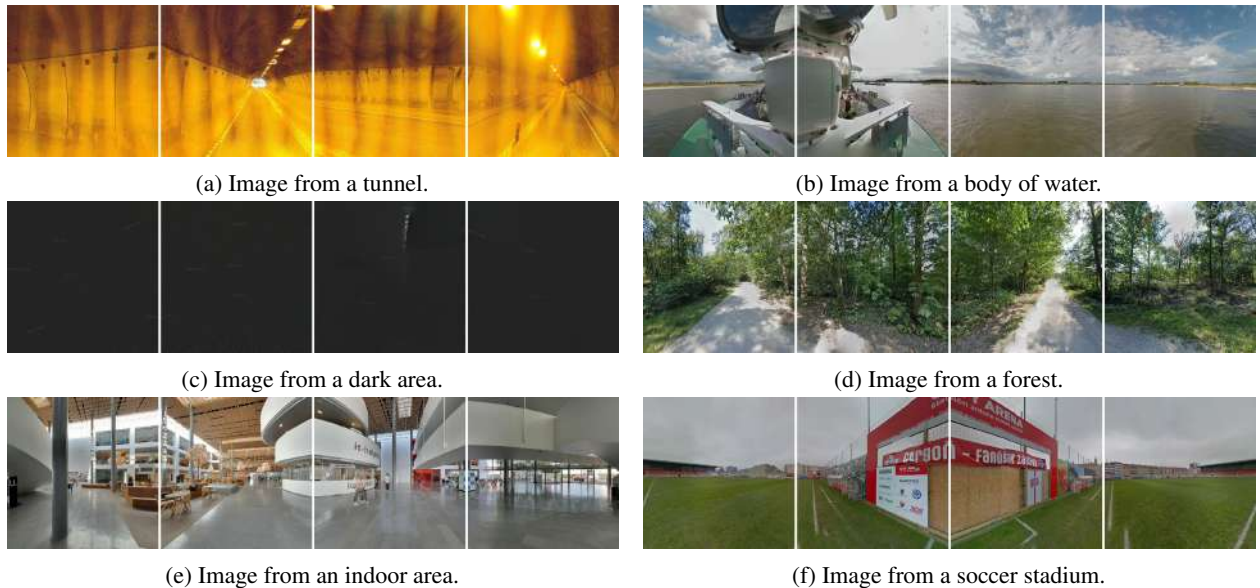 (a) Image from a tunnel.
(b) Image from a body of water.
(c) Image from a dark area.
(d) Image from a forest.
ARENA
(e) Image from an indoor area.
(f) Image from a soccer stadium.